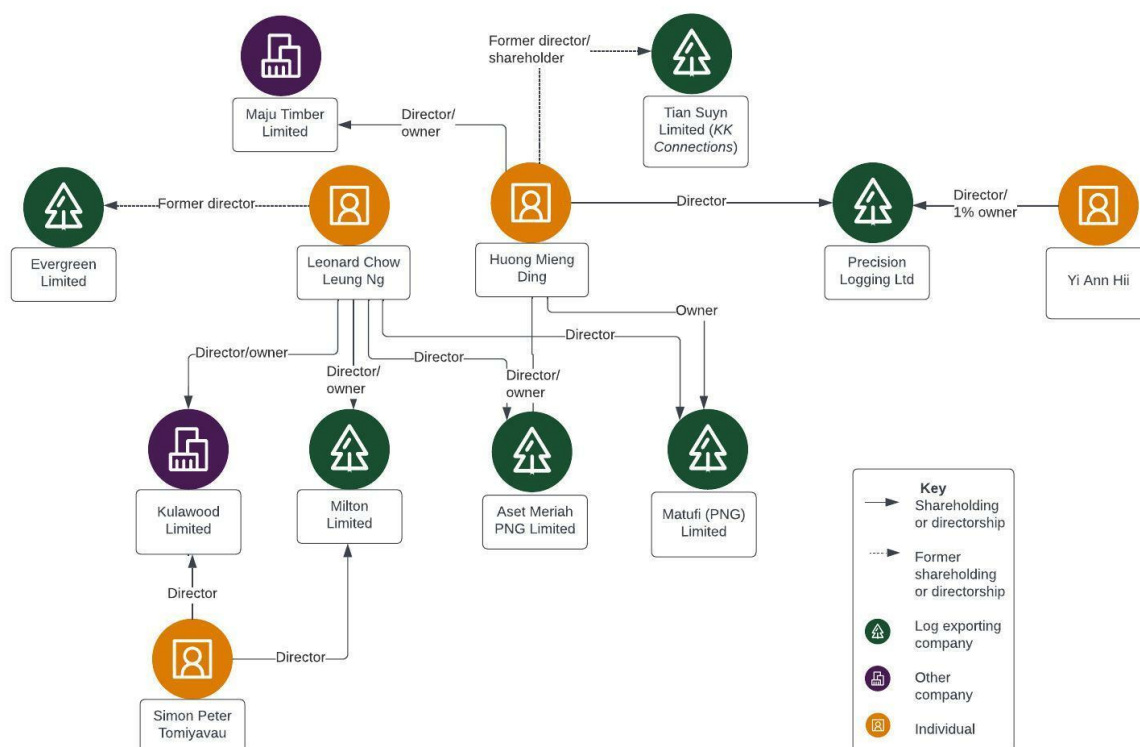 Former director/
shareholder
Maju Timber
Limited
Director/
owner
Tian Suyn
Limited (KK
Connections)
Former director
Director
Director/
1% owner
Evergreen
Limited
Leonard Chow
Leung Ng
Huong Mieng
Ding
Precision
Logging Ltd
Yi Ann Hii
Owner
Director/owner
Director
Director
Director/
owner
Director/
owner
Kulawood
Limited
Milton
Limited
Aset Meriah
PNG Limited
Matufi (PNG)
Limited
Director
Director
Simon Peter
Tomiyavau
Key
Shareholding
or directorship
Former
shareholding
or directorship
Log exporting
company
Other
company
Individual